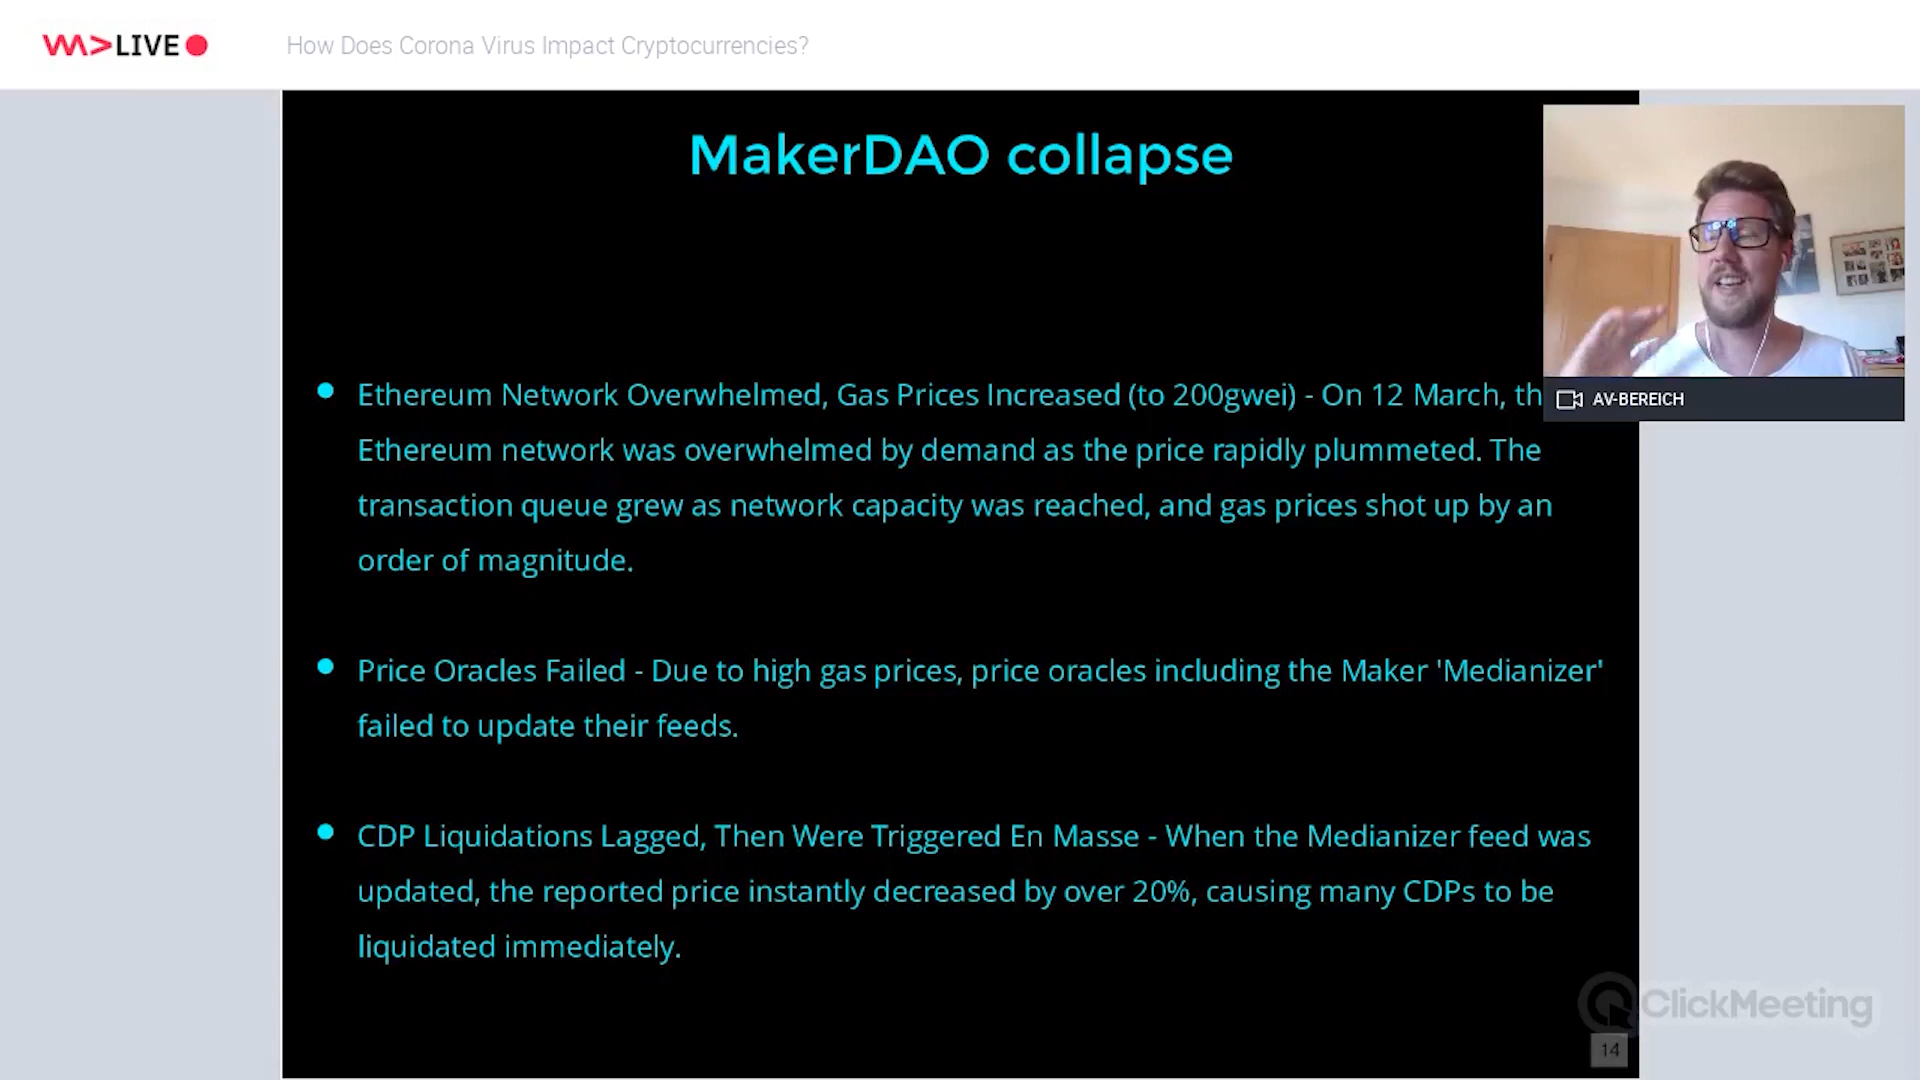 LIVE
How Does Corona Virus Impact Cryptocurrencies?
MakerDAO collapse
AV-BEREICH
Ethereum Network Overwhelmed, Gas Prices Increased (to 200gwei) - On 12 March, th
Ethereum network was overwhelmed by demand as the price rapidly plummeted. The
transaction queue grew as network capacity was reached, and gas prices shot up by an
order of magnitude.
Price Oracles Failed - Due to high gas prices, price oracles including the Maker 'Medianizer'
failed to update their feeds.
CDP Liquidations Lagged, Then Were Triggered En Masse - When the Medianizer feed was
updated, the reported price instantly decreased by over 20%, causing many CDPs to be
liquidated immediately.
ClickMeeting
14